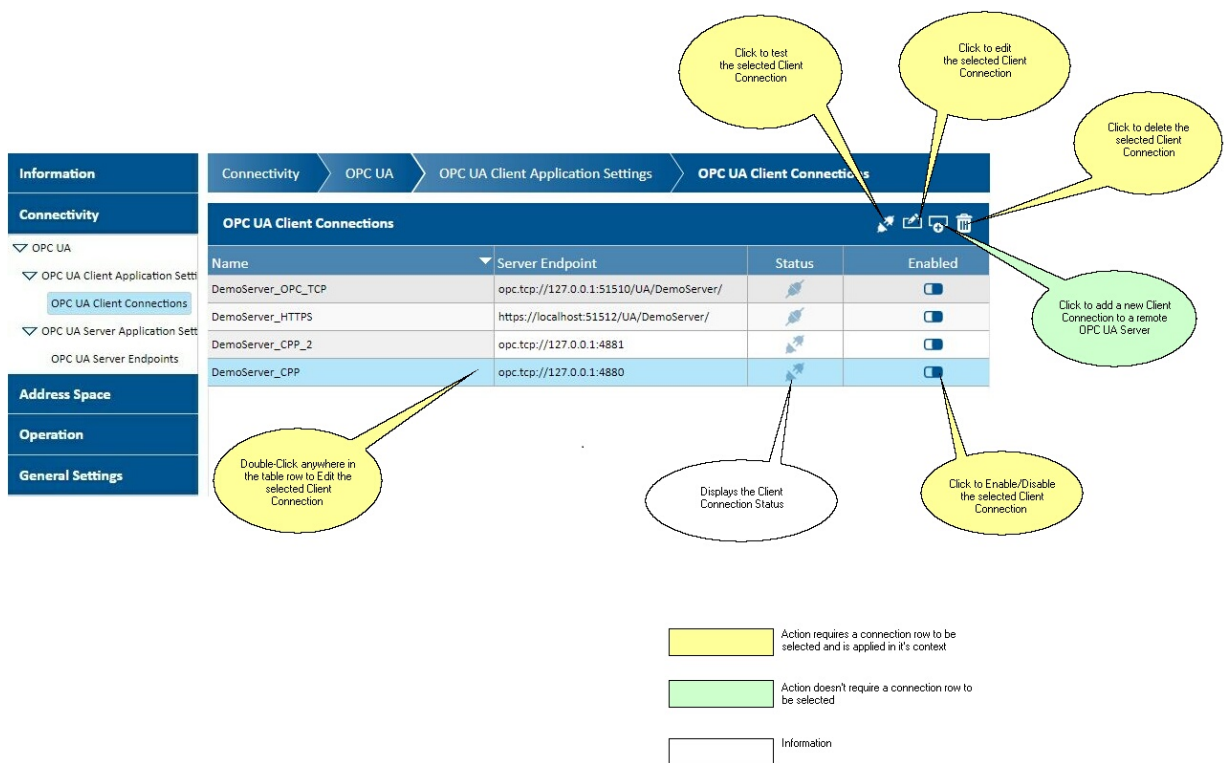 Click to test
the selected Client
Connection
Click to edit
the selected Client
Connection
Click to delete the
selected Client
Connection
Information
Connectivity
OPC UA
OPC UA Client Application Setti
OPC UA Client Connections
OPC UA Server Application Sett
OPC UA Server Endpoints
Address Space
Operation
General Settings
Connectivity OPC UA OPC UA Client Application Settings OPC UA Client Connections
OPC UA Client Connections
Name Server Endpoint Status Enabled
DemoServer_OPC_TCP opc.tcp://127.0.0.1:51510/UA/DemoServer/
DemoServer_HTTPS https://localhost:51512/UA/DemoServer/
DemoServer_CPP_2 opc.tcp://127.0.0.1:4881
DemoServer_CPP opc.tcp://127.0.0.1:4880
Click to add a new Client
Connection to a remote
OPC UA Server
Double-Click anywhere in
the table row to Edit the
selected Client
Connection
Displays the Client
Connection Status
Click to Enable/Disable
the selected Client
Connection
Action requires a connection row to be
selected and is applied in it's context
Action doesn't require a connection row to
be selected
Information